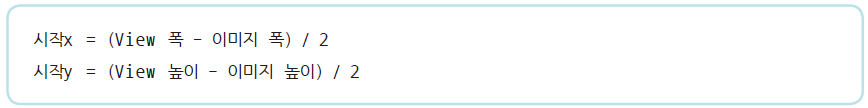 시작x = (View 폭 - 이미지 폭) / 2
시작y = (View 높이 - 이미지 높이) / 2